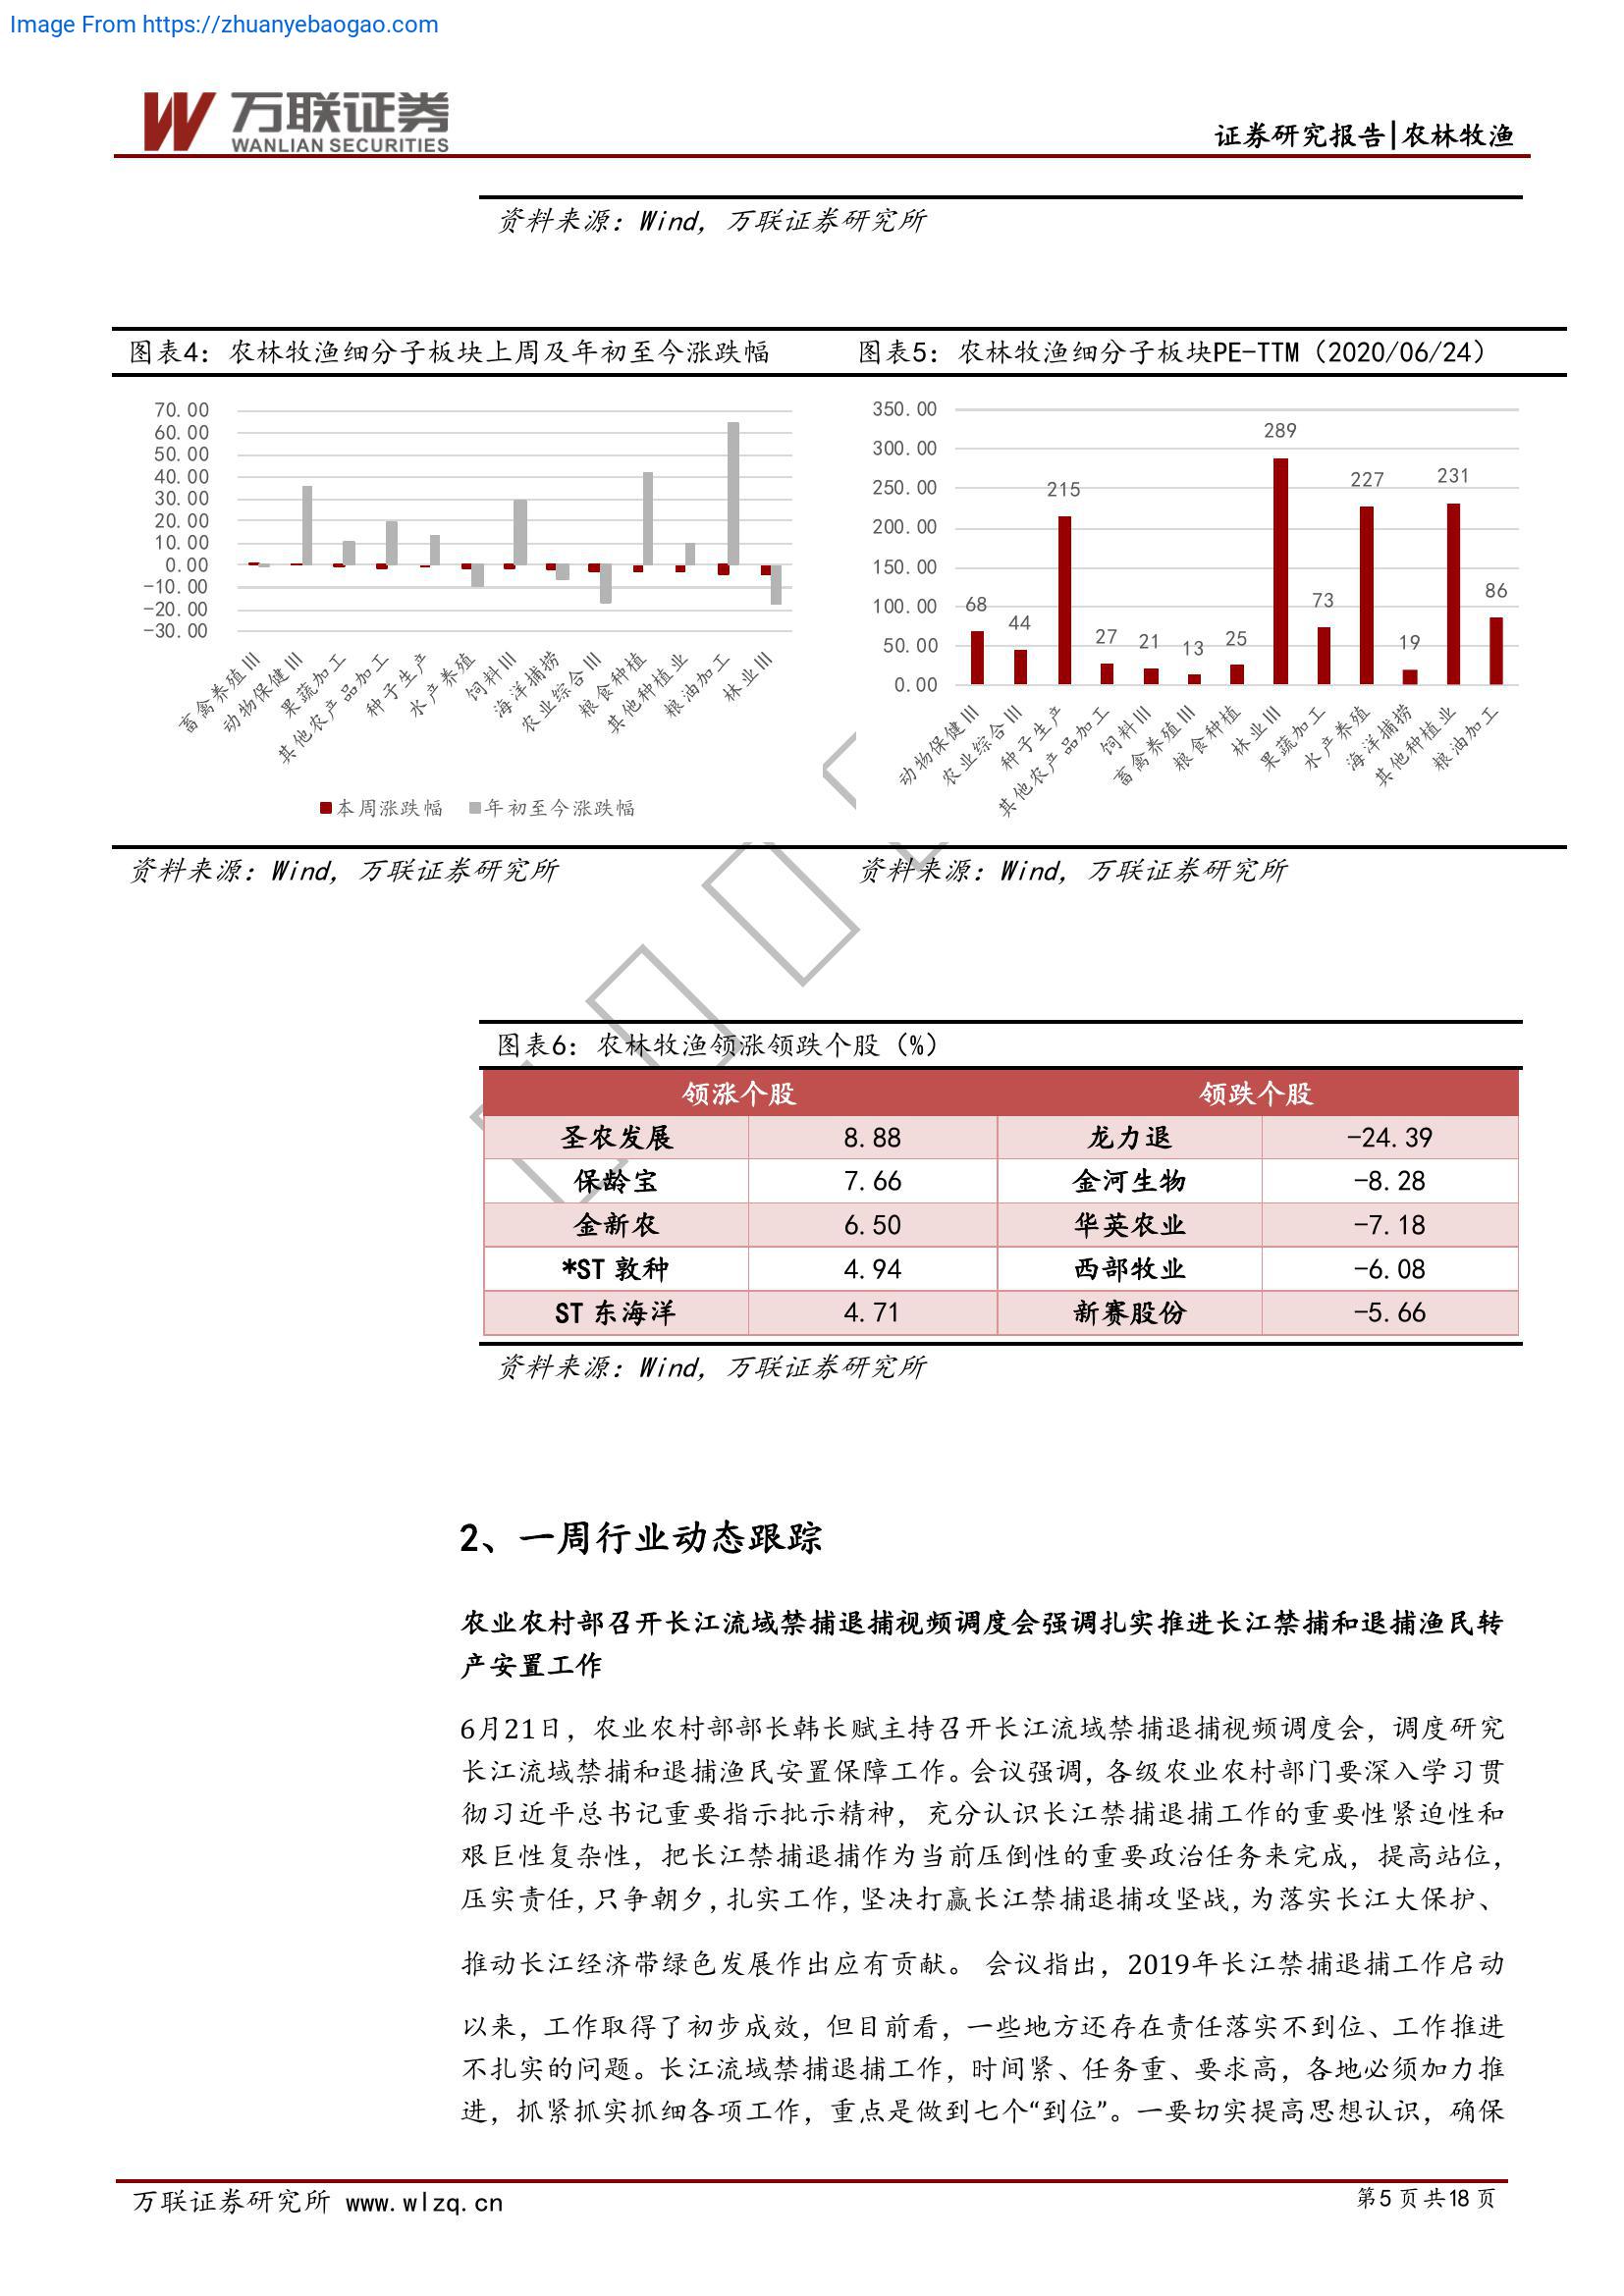 Image From https://zhuanyebaogao.com
万联证券
WANLIAN SECURITIES
证券研究报告|农林牧渔
资料来源：Wind，万联证券研究所
图表4：农林牧渔细分子板块上周及年初至今涨跌幅
70.00
60.00
50.00
40.00
30.00
20.00
10.00
0.00
-10.00
-20.00
-30.00
畜禽养殖Ⅲ
动物保健Ⅲ
果蔬加工
其他农产品加工
种子生产
水产养殖
饲料Ⅲ
海洋捕捞
农业综合Ⅲ
粮食种植
其他种植业
粮油加工
林业Ⅲ
本周涨跌幅 年初至今涨跌幅
资料来源：Wind，万联证券研究所
图表5：农林牧渔细分子板块PE-TTM（2020/06/24）
350.00
300.00
250.00
200.00
150.00
100.00
50.00
0.00
68
44
215
27
21
13
25
289
73
227
19
231
86
动物保健Ⅲ
农业综合Ⅲ
种子生产
其他农产品加工
饲料Ⅲ
畜禽养殖Ⅲ
粮食种植
林业Ⅲ
果蔬加工
水产养殖
海洋捕捞
其他种植业
粮油加工
资料来源：Wind，万联证券研究所
图表6：农林牧渔领涨领跌个股（%）
领涨个股 领跌个股
圣农发展 8.88 龙力退 -24.39
保龄宝 7.66 金河生物 -8.28
金新农 6.50 华英农业 -7.18
*ST 敦种 4.94 西部牧业 -6.08
ST 东海洋 4.71 新赛股份 -5.66
资料来源：Wind，万联证券研究所
2、一周行业动态跟踪
农业农村部召开长江流域禁捕退捕视频调度会强调扎实推进长江禁捕和退捕渔民转
产安置工作
6月21日，农业农村部部长韩长赋主持召开长江流域禁捕退捕视频调度会，调度研究
长江流域禁捕和退捕渔民安置保障工作。会议强调，各级农业农村部门要深入学习贯
彻习近平总书记重要指示批示精神，充分认识长江禁捕退捕工作的重要性紧迫性和
艰巨性复杂性，把长江禁捕退捕作为当前压倒性的重要政治任务来完成，提高站位，
压实责任，只争朝夕，扎实工作，坚决打赢长江禁捕退捕攻坚战，为落实长江大保护、
推动长江经济带绿色发展作出应有贡献。 会议指出，2019年长江禁捕退捕工作启动
以来，工作取得了初步成效，但目前看，一些地方还存在责任落实不到位、工作推进
不扎实的问题。长江流域禁捕退捕工作，时间紧、任务重、要求高，各地必须加力推
进，抓紧抓实抓细各项工作，重点是做到七个“到位”。一要切实提高思想认识，确保
万联证券研究所 www.wlzq.cn
第5 页 共18 页